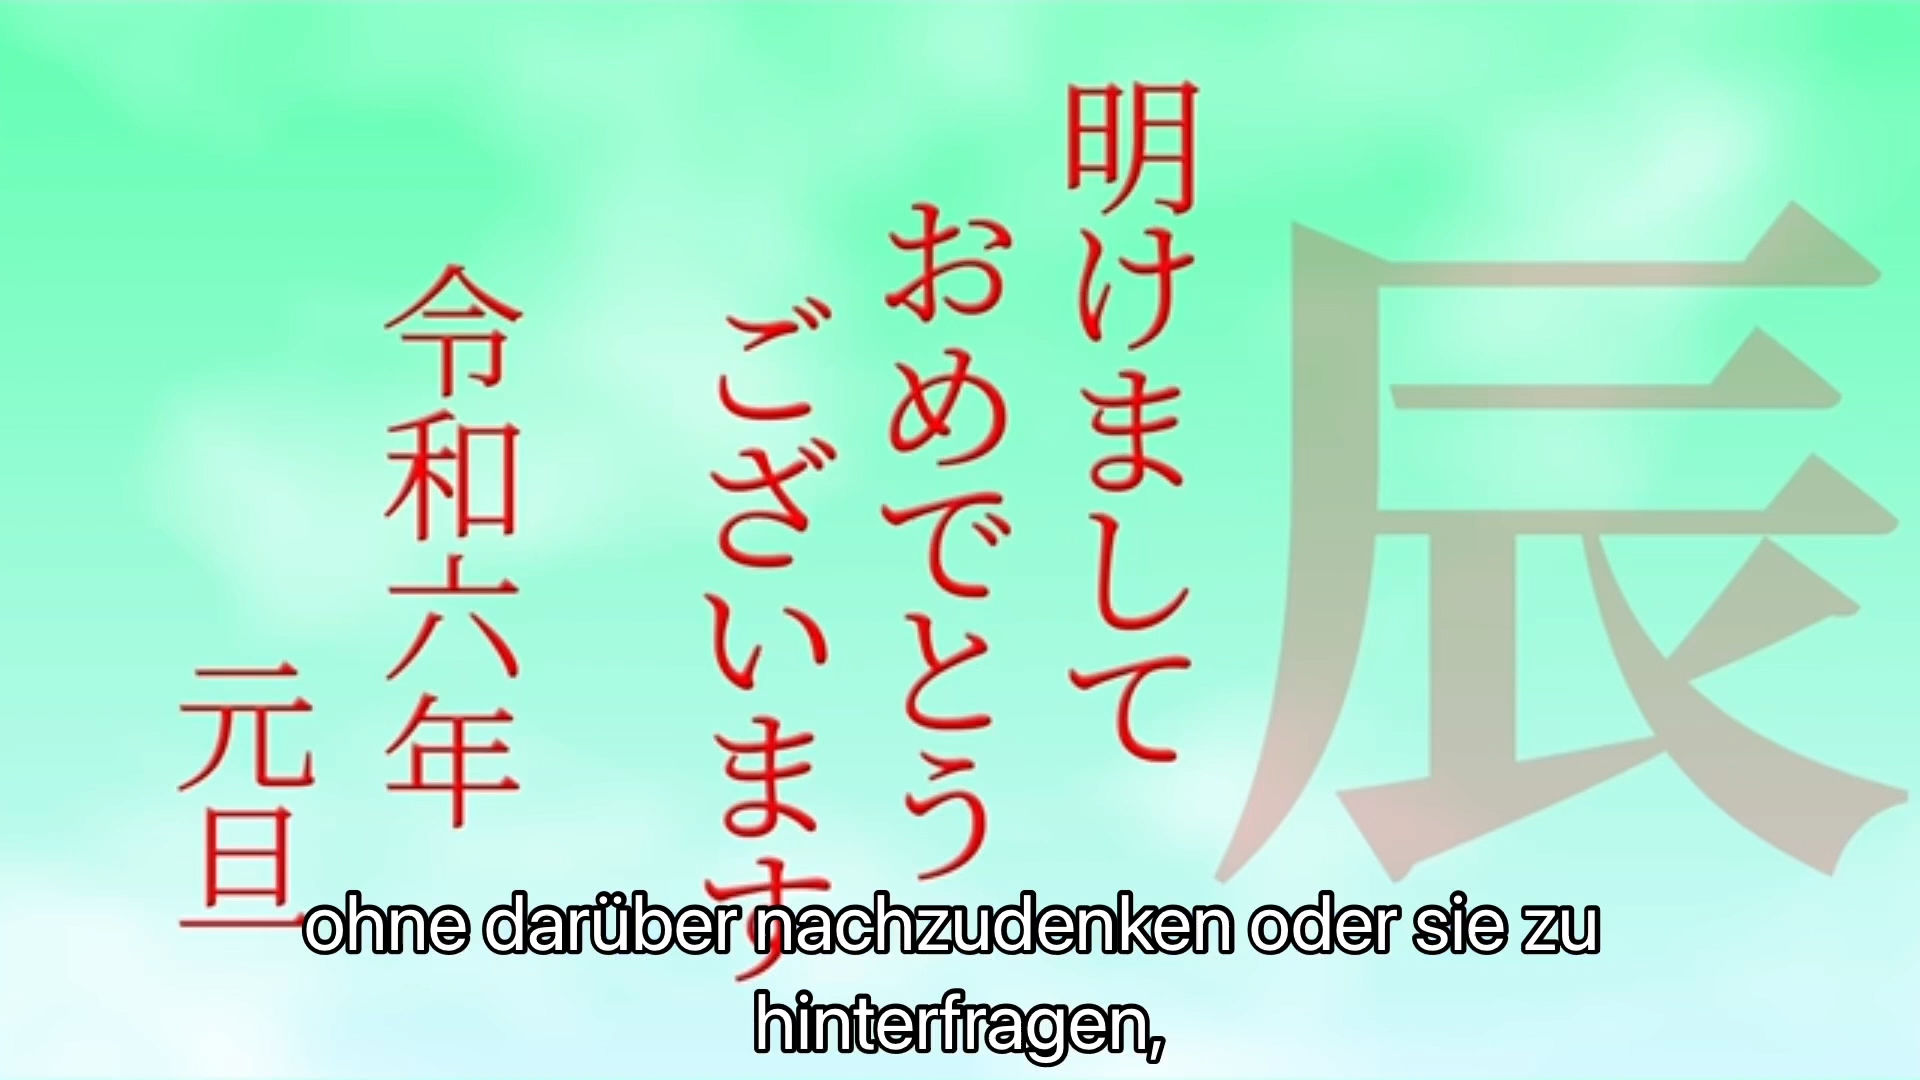 辰
明けまして
おめでとう
ございます
令和六年
元旦
ohne darüber nachzudenken oder sie zu
hinterfragen,